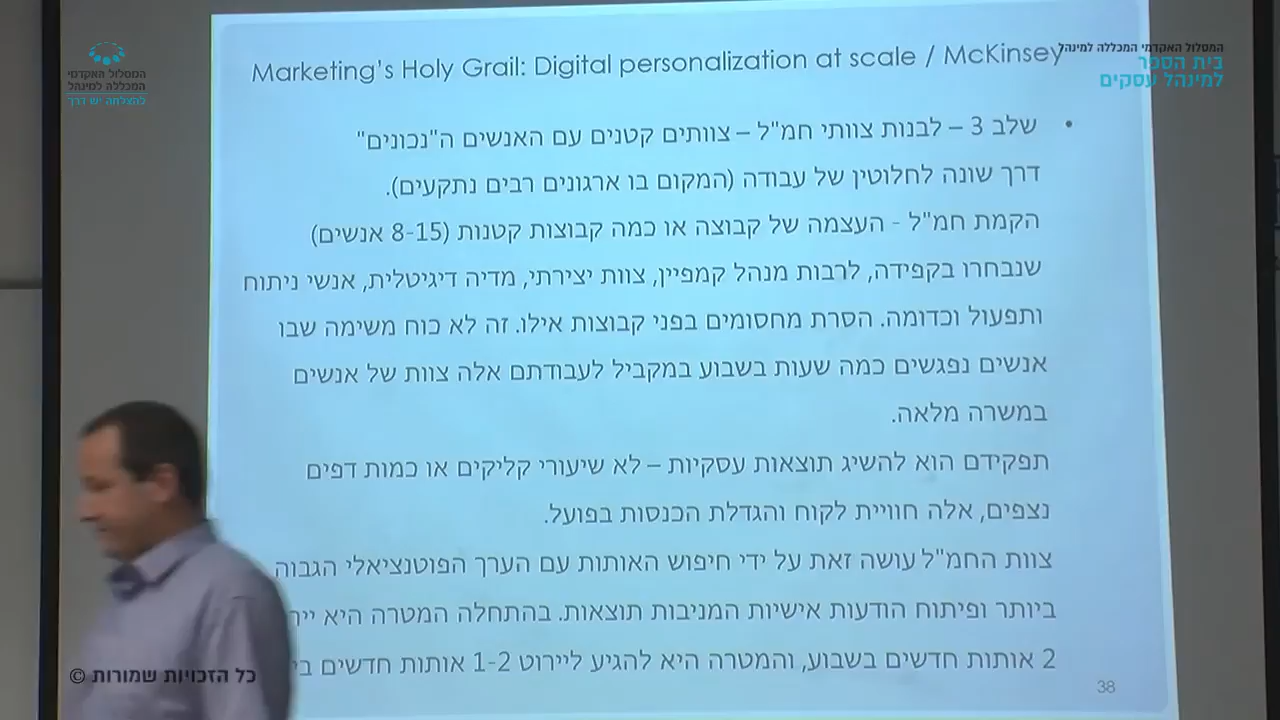 המסלול האקדמי
המכללה למינהל
להצלחה יש דרך
המסלול האקדמי המכללה למינהל
בית הספר
למינהל עסקים
Marketing's Holy Grail: Digital personalization at scale / McKinsey
• שלב 3 – לבנות צוותי חמ"ל – צוותים קטנים עם האנשים ה"נכונים"
דרך שונה לחלוטין של עבודה (המקום בו ארגונים רבים נתקעים).
הקמת חמ"ל - העצמה של קבוצה או כמה קבוצות קטנות (8-15 אנשים)
שנבחרו בקפידה, לרבות מנהל קמפיין, צוות יצירתי, מדיה דיגיטלית, אנשי ניתוח
ותפעול וכדומה. הסרת מחסומים בפני קבוצות אילו. זה לא כוח משימה שבו
אנשים נפגשים כמה שעות בשבוע במקביל לעבודתם אלה צוות של אנשים
במשרה מלאה.
תפקידם הוא להשיג תוצאות עסקיות – לא שיעורי קליקים או כמות דפים
נצפים, אלה חוויית לקוח והגדלת הכנסות בפועל.
צוות החמ"ל עושה זאת על ידי חיפוש האותות עם הערך הפוטנציאלי הגבוה
ביותר ופיתוח הודעות אישיות המניבות תוצאות. בהתחלה המטרה היא
2 אותות חדשים בשבוע, והמטרה היא להגיע ליירוט 1-2 אותות חדשים
38
כל הזכויות שמורות ©